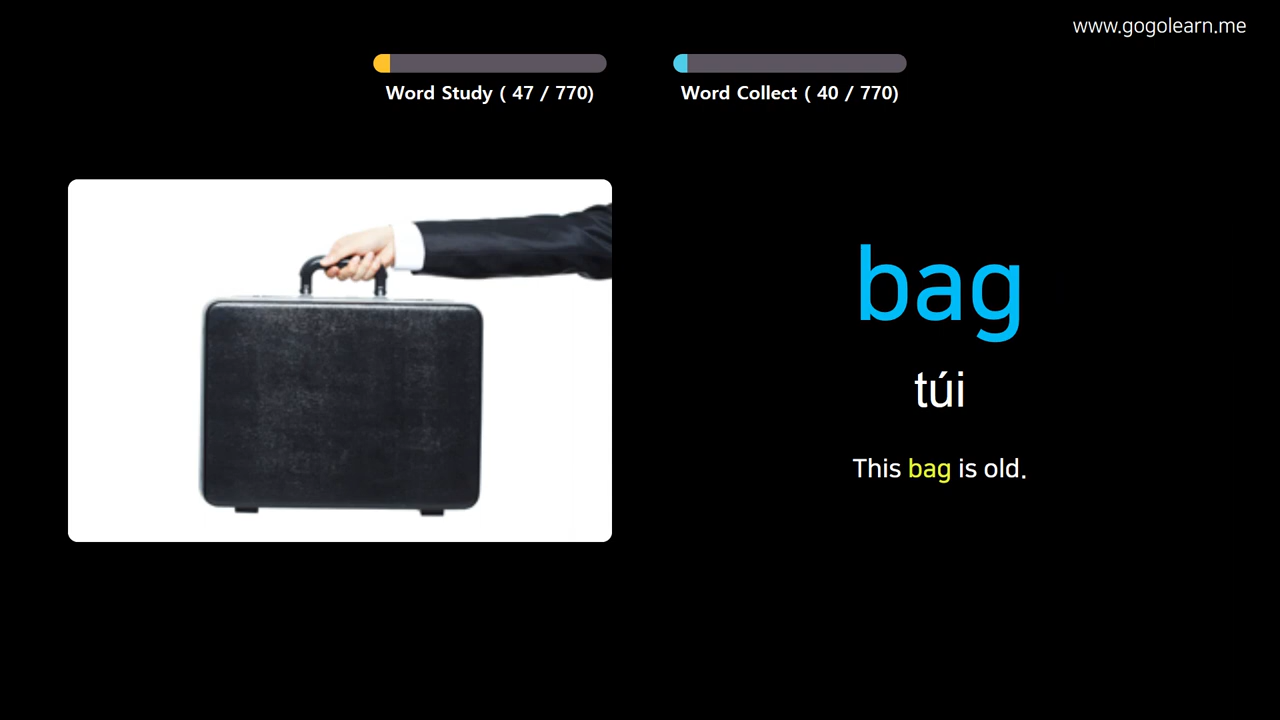 www.gogolearn.me
Word Study ( 47 / 770)
Word Collect ( 40 / 770)
bag
túi
This bag is old.